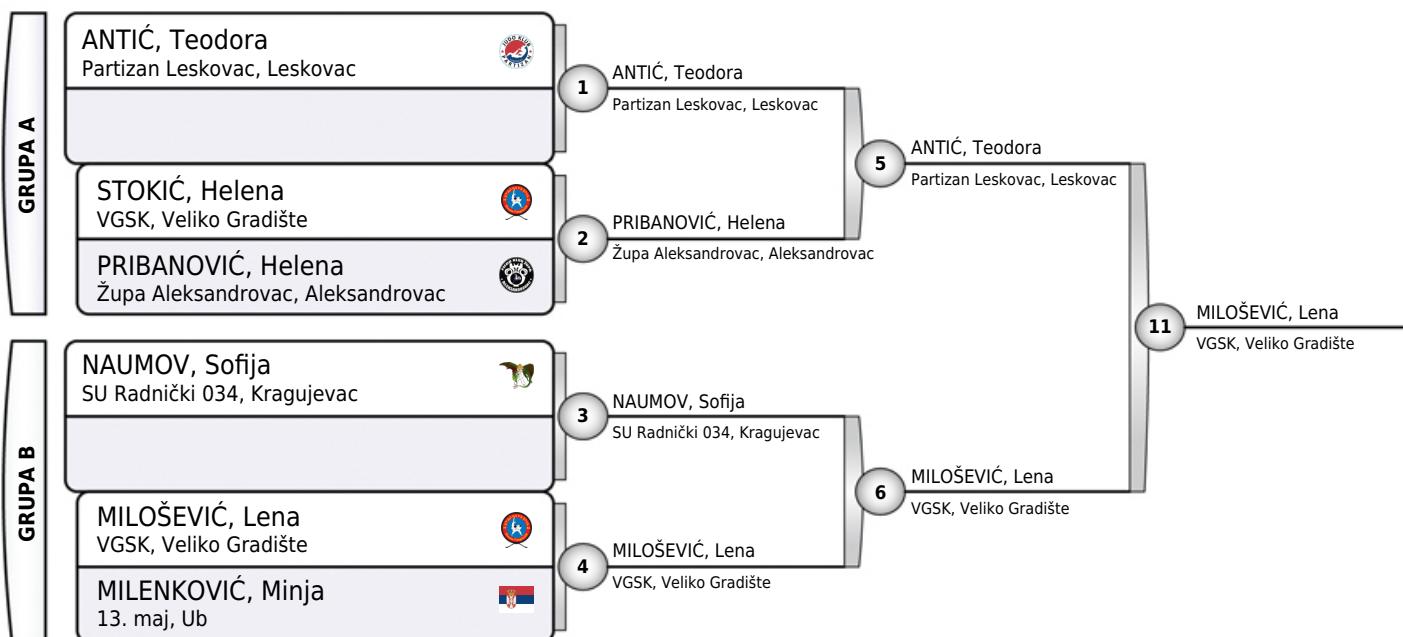 GRUPA A
ANTIĆ, Teodora
Partizan Leskovac, Leskovac
STOKIĆ, Helena
VGSK, Veliko Gradište
PRIBANOVIĆ, Helena
Župa Aleksandrovac, Aleksandrovac
GRUPA B
NAUMOV, Sofija
SU Radnički 034, Kragujevac
MILOŠEVIĆ, Lena
VGSK, Veliko Gradište
MILENKOVIĆ, Minja
13. maj, Ub
1
ANTIĆ, Teodora
Partizan Leskovac, Leskovac
2
PRIBANOVIĆ, Helena
Župa Aleksandrovac, Aleksandrovac
3
NAUMOV, Sofija
SU Radnički 034, Kragujevac
4
MILOŠEVIĆ, Lena
VGSK, Veliko Gradište
5
ANTIĆ, Teodora
Partizan Leskovac, Leskovac
6
MILOŠEVIĆ, Lena
VGSK, Veliko Gradište
11
MILOŠEVIĆ, Lena
VGSK, Veliko Gradište